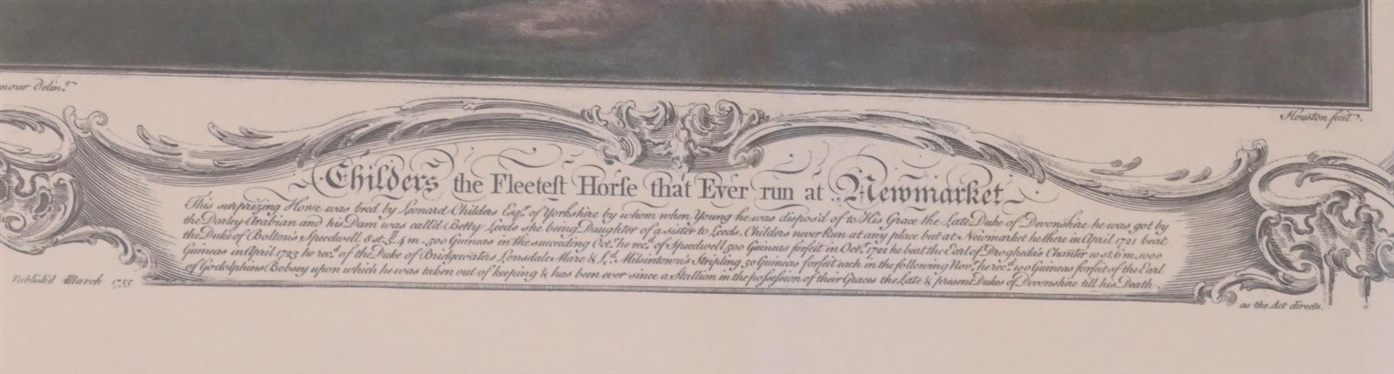 mour Delin.t
Houston fecit.
Childers the Fleetest Horse that Ever run at Newmarket
This surprizing Horse was bred by Leonard Childers Esq.r of Yorkshire by whom when Young he was dispos'd of to His Grace the Late Duke of Devonshire he was got by
the Darley Arabian and his Dam was call'd Betty Leeds she being Daughter of a sister to Leeds. Childers never Run at any place but at Newmarket he there in April 1721 beat
the Duke of Bolton's Speedwell 8 st. 5 l. 4 m. 500 Guineas in the succeeding Oct.r he rec.d of Speedwell 500 Guineas forfeit in Oct.r 1722 he beat the Earl of Drogheda's Chanter 10 st. 6 m. 1000
Guineas in April 1723 he rec.d of the Duke of Bridgewaters Lonsdale Mare & L.d Milsintown's Stripling 50 Guineas forfeit each in the following Nov.r he rec.d 100 Guineas forfeit of the Earl
of Godolphins Bobsey upon which he was taken out of keeping & has been ever since a Stallion in the possession of their Graces the Late & present Dukes of Devonshire till his Death.
Publish'd March 1755
as the Act directs.